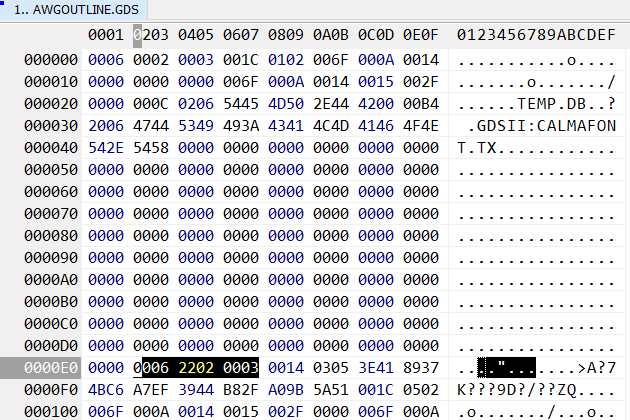 1.. AWGOUTLINE.GDS
0001 0203 0405 0607 0809 0A0B 0C0D 0E0F 0123456789ABCDEF
000000 0006 0002 0003 001C 0102 006F 000A 0014 ...........o....
000010 0000 0000 0000 006F 000A 0014 0015 002F .......o......./
000020 0000 000C 0206 5445 4D50 2E44 4200 00B4 ......TEMP.DB..?
000030 2006 4744 5349 493A 4341 4C4D 4146 4F4E .GDSII:CALMAFON
000040 542E 5458 0000 0000 0000 0000 0000 0000 T.TX............
000050 0000 0000 0000 0000 0000 0000 0000 0000 ................
000060 0000 0000 0000 0000 0000 0000 0000 0000 ................
000070 0000 0000 0000 0000 0000 0000 0000 0000 ................
000080 0000 0000 0000 0000 0000 0000 0000 0000 ................
000090 0000 0000 0000 0000 0000 0000 0000 0000 ................
0000A0 0000 0000 0000 0000 0000 0000 0000 0000 ................
0000B0 0000 0000 0000 0000 0000 0000 0000 0000 ................
0000C0 0000 0000 0000 0000 0000 0000 0000 0000 ................
0000D0 0000 0000 0000 0000 0000 0000 0000 0000 ................
0000E0 0000 0006 2202 0003 0014 0305 3E41 8937 ....".......>A?7
0000F0 4BC6 A7EF 3944 B82F A09B 5A51 001C 0502 K???9D?/??ZQ....
000100 006F 000A 0014 0015 002F 0000 006F 000A .o......./...o..